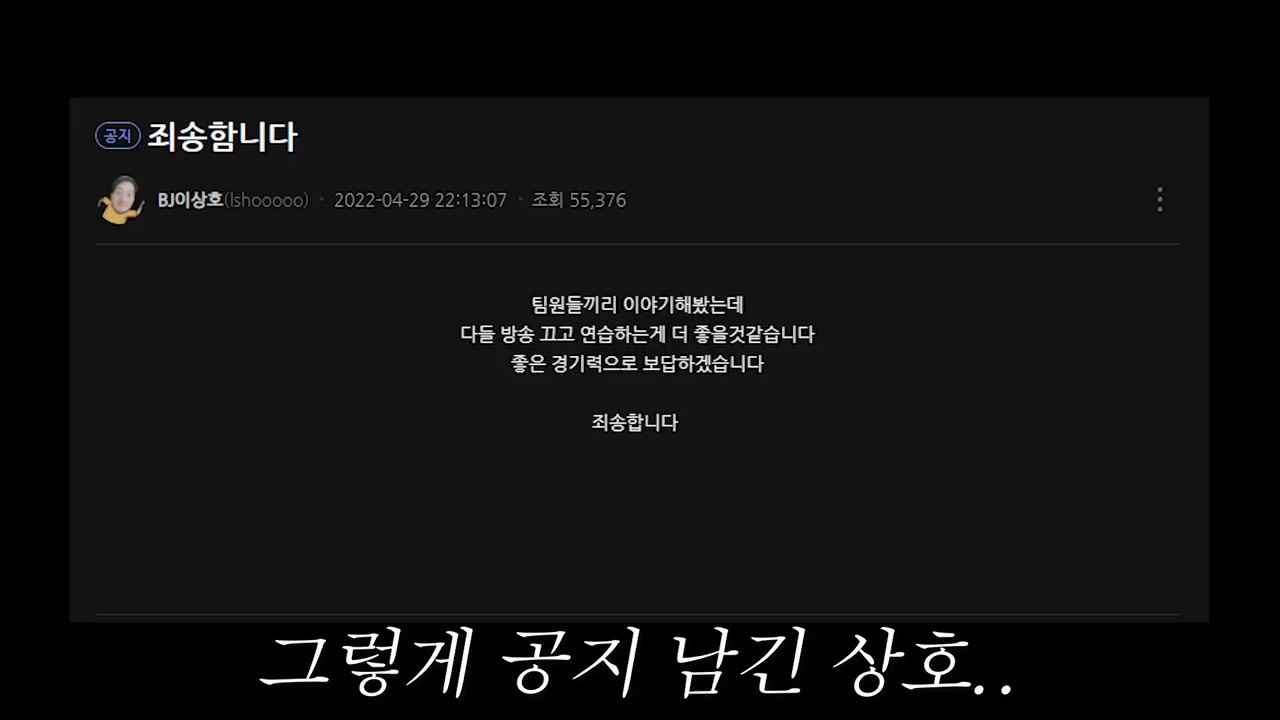 공지 죄송함니다
BJ이상호(lshooooo) · 2022-04-29 22:13:07 · 조회 55,376
팀원들끼리 이야기해봤는데
다들 방송 끄고 연습하는게 더 좋을것같습니다
좋은 경기력으로 보답하겠습니다
죄송합니다
그렇게 공지 남긴 상호..